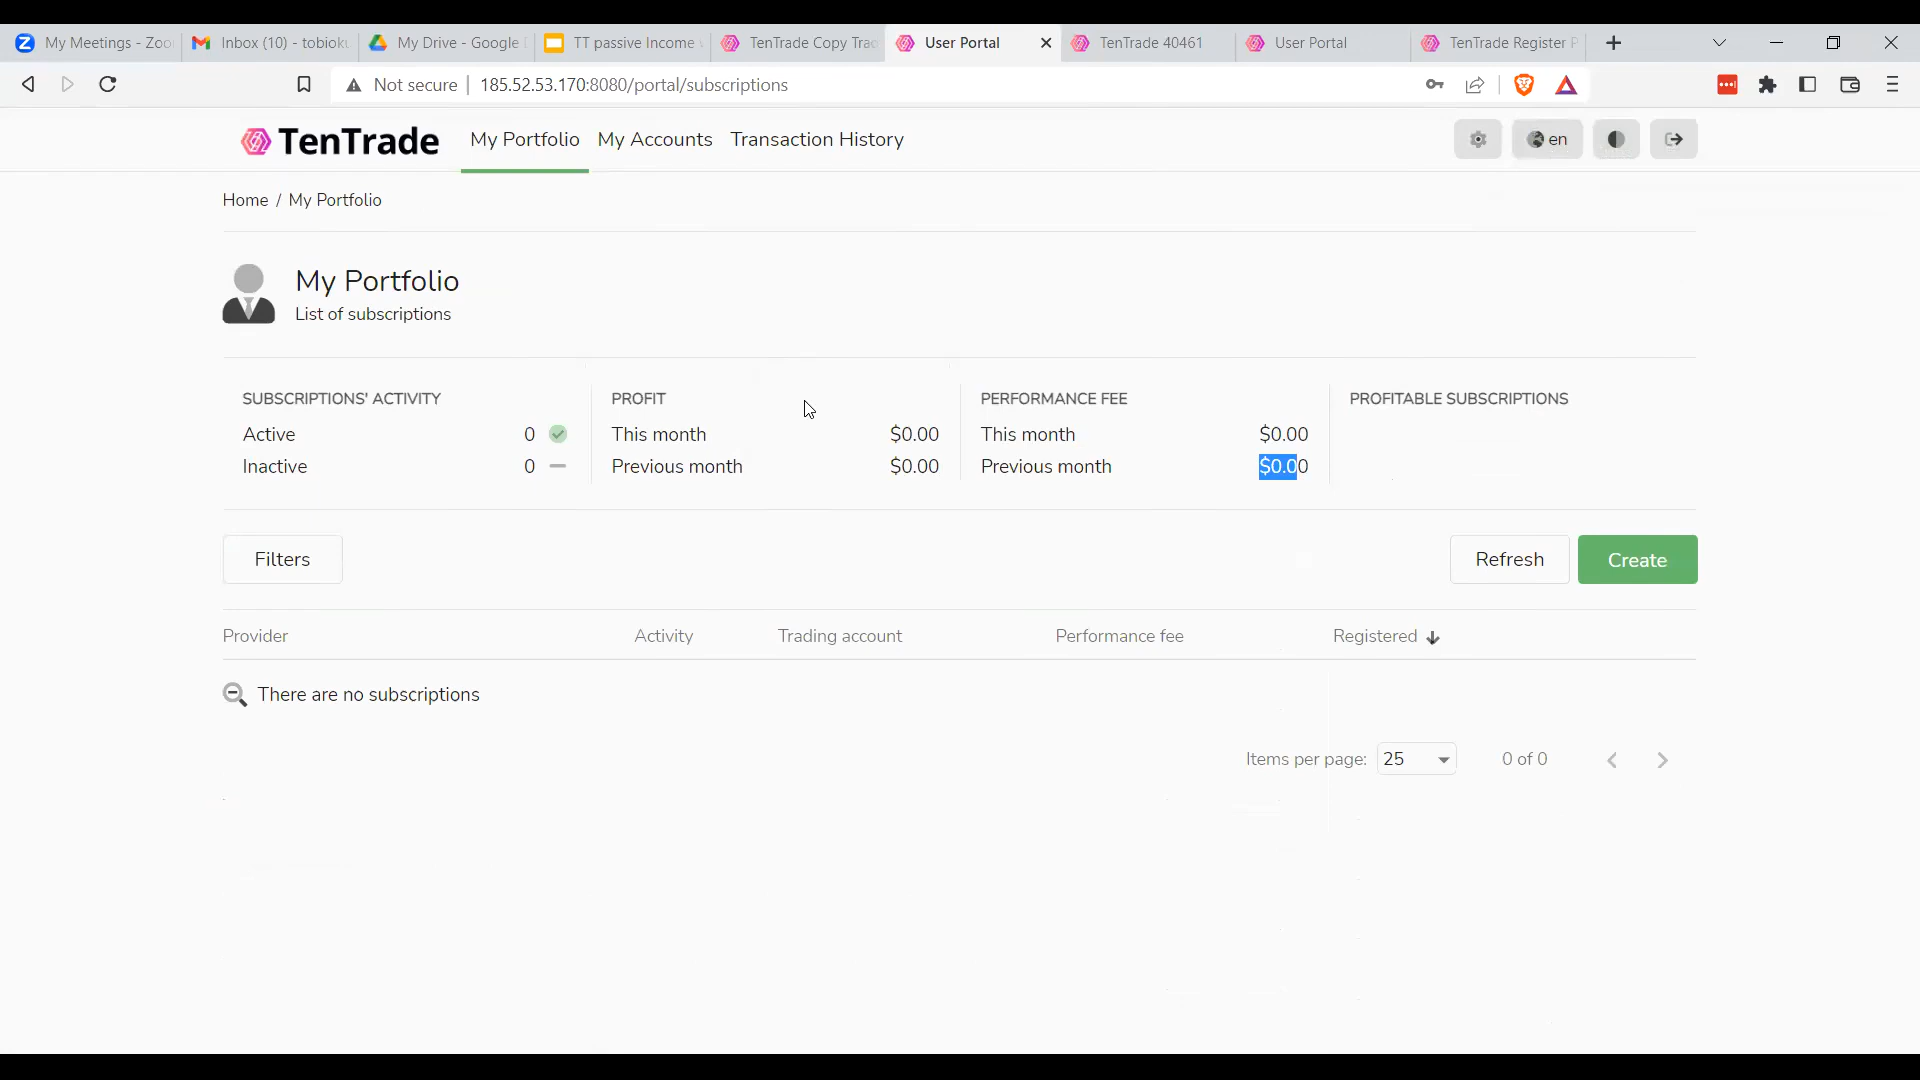 My Meetings - Zoo
Inbox (10) - tobioku
My Drive - Google D
TT passive Income v
TenTrade Copy Trad
User Portal
TenTrade 40461
User Portal
TenTrade Register P
Not secure
185.52.53.170:8080/portal/subscriptions
TenTrade
My Portfolio
My Accounts
Transaction History
en
Home / My Portfolio
My Portfolio
List of subscriptions
SUBSCRIPTIONS' ACTIVITY
Active 0
Inactive 0
PROFIT
This month $0.00
Previous month $0.00
PERFORMANCE FEE
This month $0.00
Previous month $0.00
PROFITABLE SUBSCRIPTIONS
Filters
Refresh
Create
Provider Activity Trading account Performance fee Registered
There are no subscriptions
Items per page: 25 0 of 0